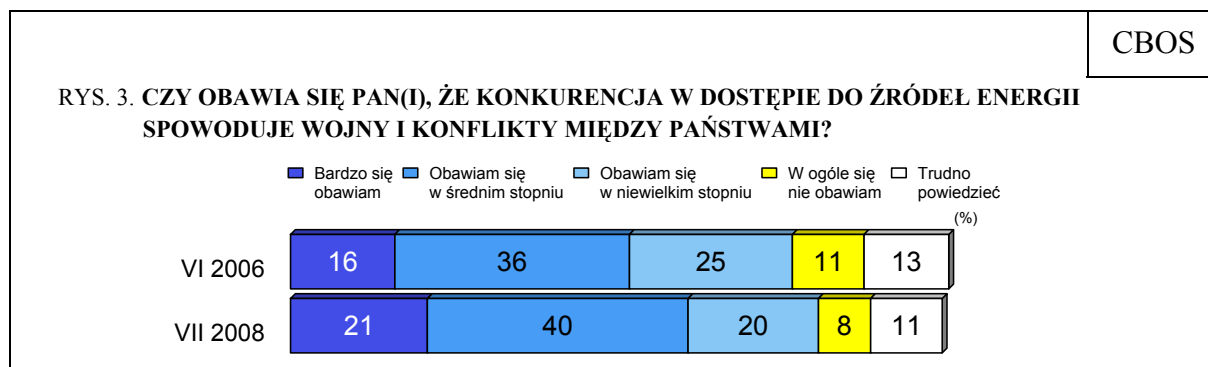 CBOS
RYS. 3. CZY OBAWIA SIĘ PAN(I), ŻE KONKURENCJA W DOSTĘPIE DO ŹRÓDEŁ ENERGII
SPOWODUJE WOJNY I KONFLIKTY MIĘDZY PAŃSTWAMI?
Bardzo się obawiam
Obawiam się w średnim stopniu
Obawiam się w niewielkim stopniu
W ogóle się nie obawiam
Trudno powiedzieć
(%)
VI 2006 16 36 25 11 13
VII 2008 21 40 20 8 11